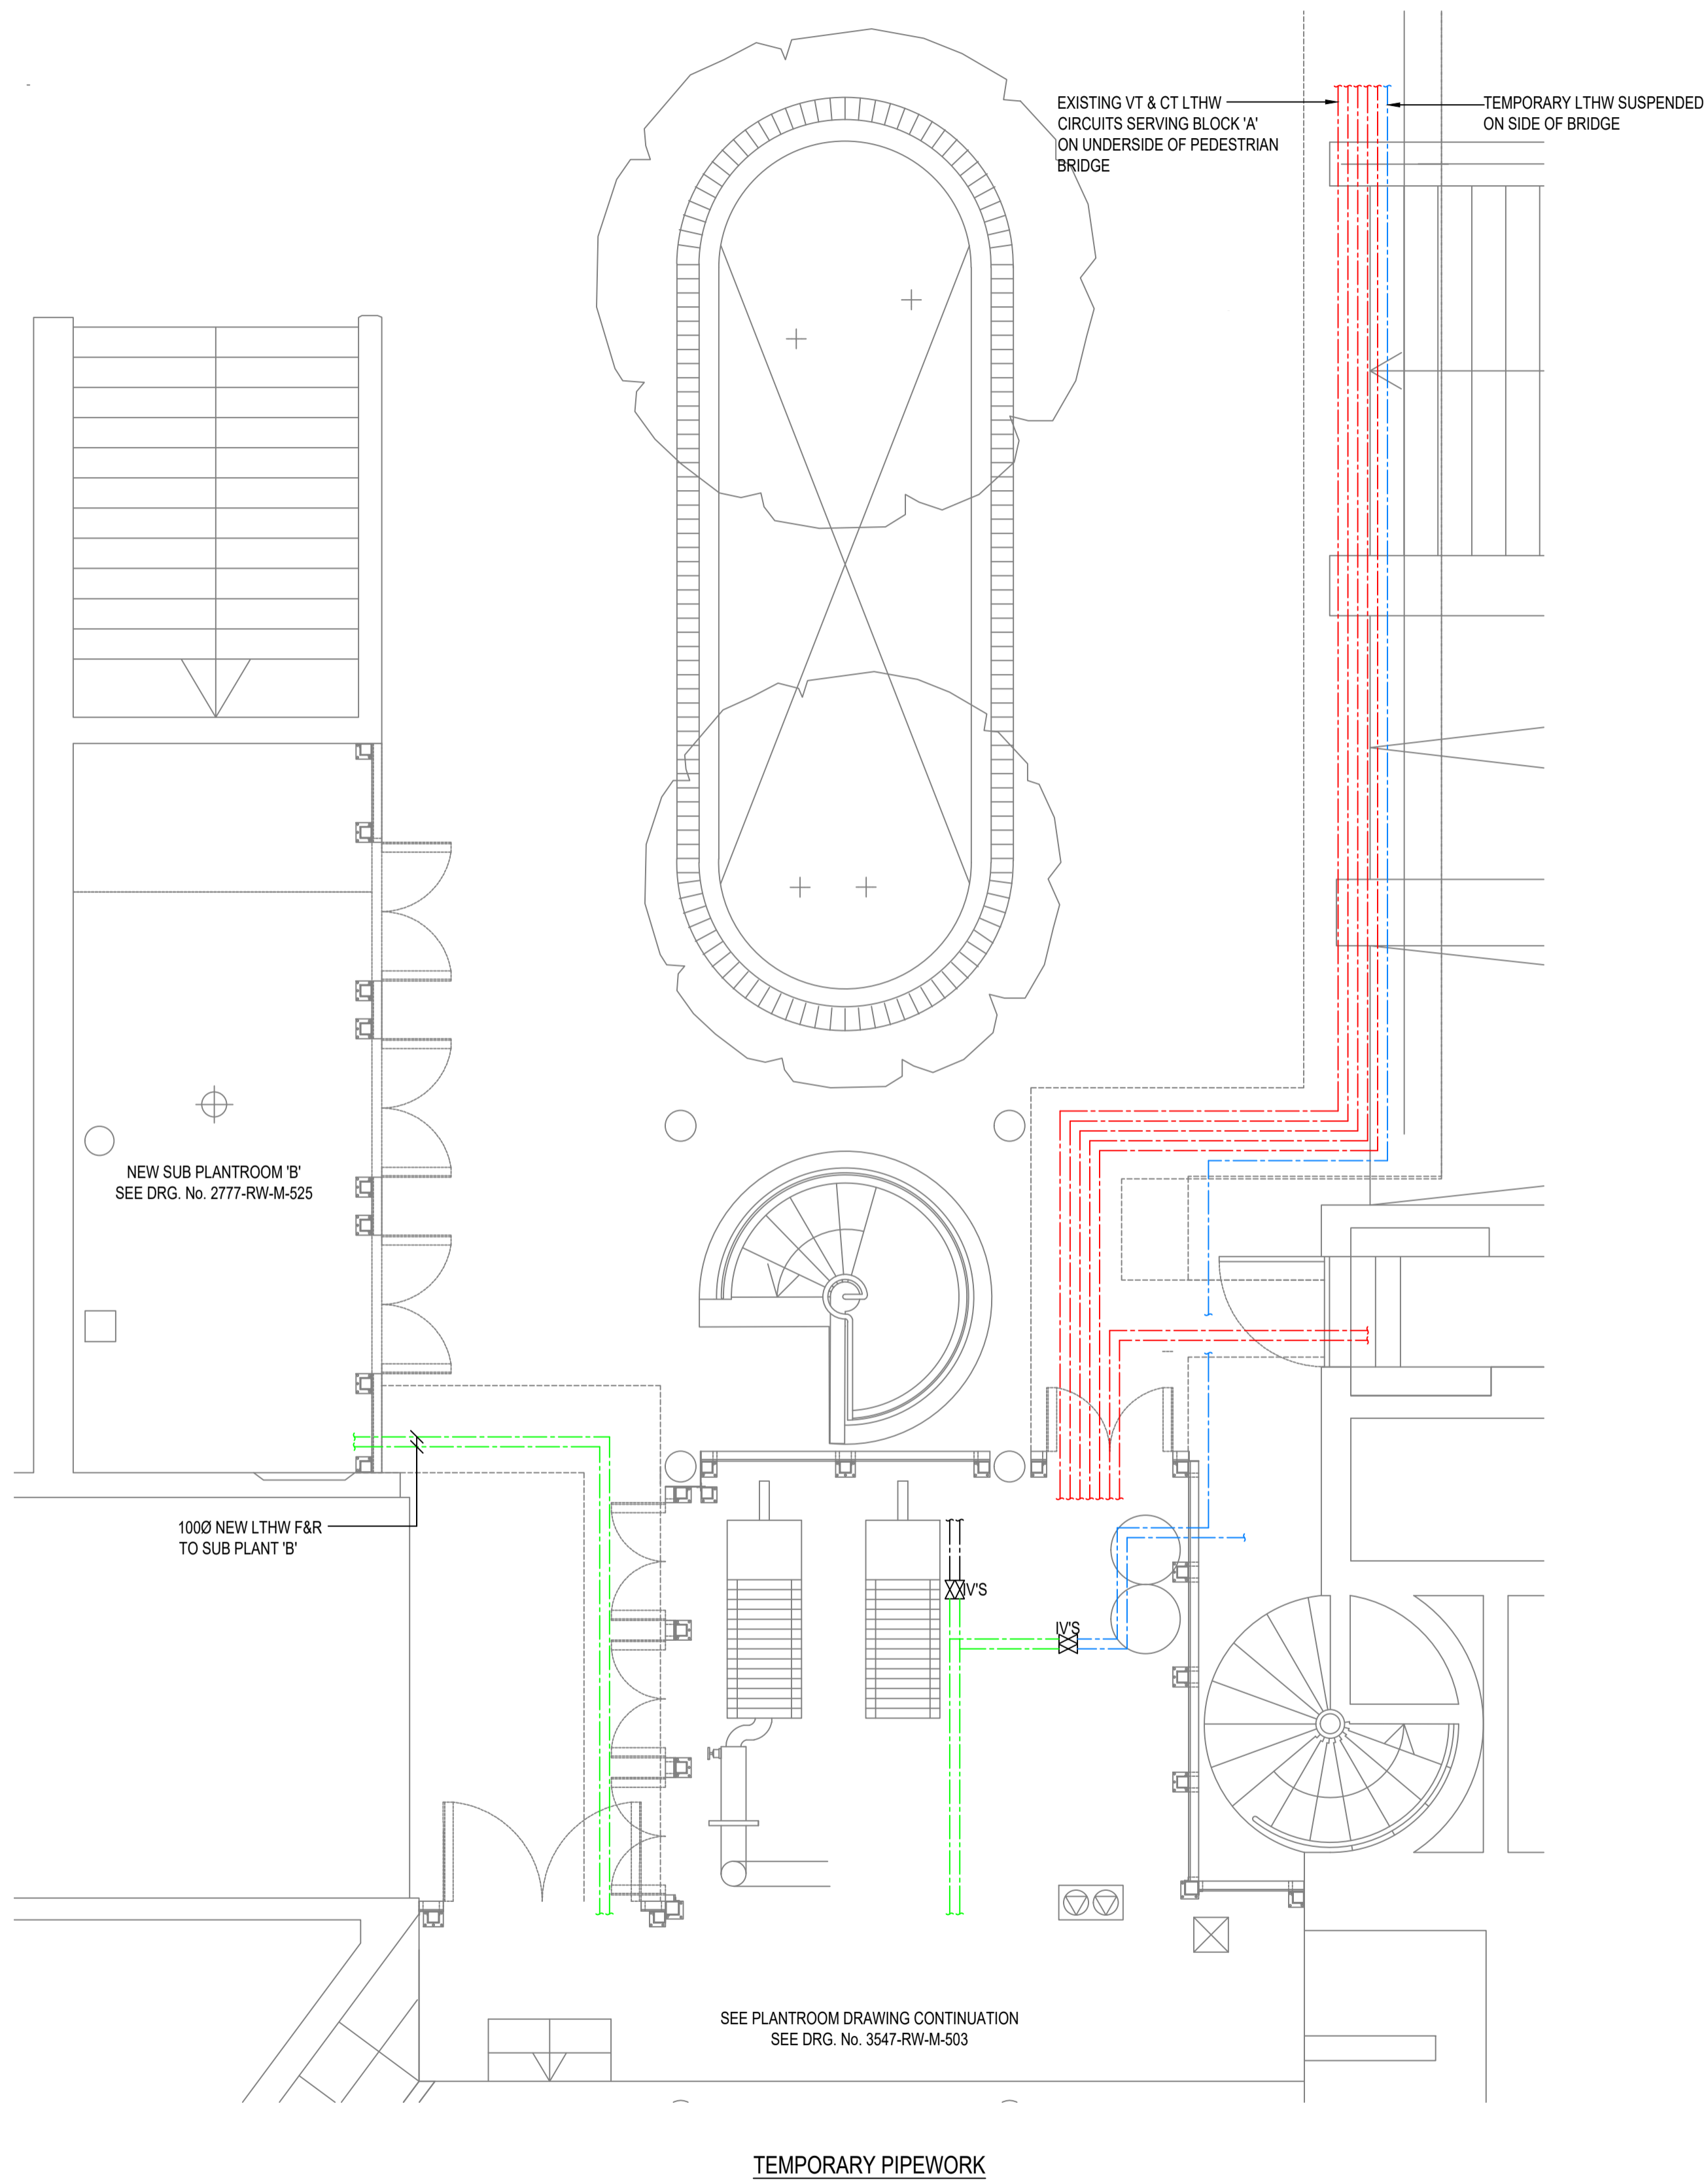 EXISTING VT & CT LTHW
CIRCUITS SERVING BLOCK 'A'
ON UNDERSIDE OF PEDESTRIAN
BRIDGE
TEMPORARY LTHW SUSPENDED
ON SIDE OF BRIDGE
NEW SUB PLANTROOM 'B'
SEE DRG. No. 2777-RW-M-525
100Ø NEW LTHW F&R
TO SUB PLANT 'B'
IV'S
IV'S
SEE PLANTROOM DRAWING CONTINUATION
SEE DRG. No. 3547-RW-M-503
TEMPORARY PIPEWORK